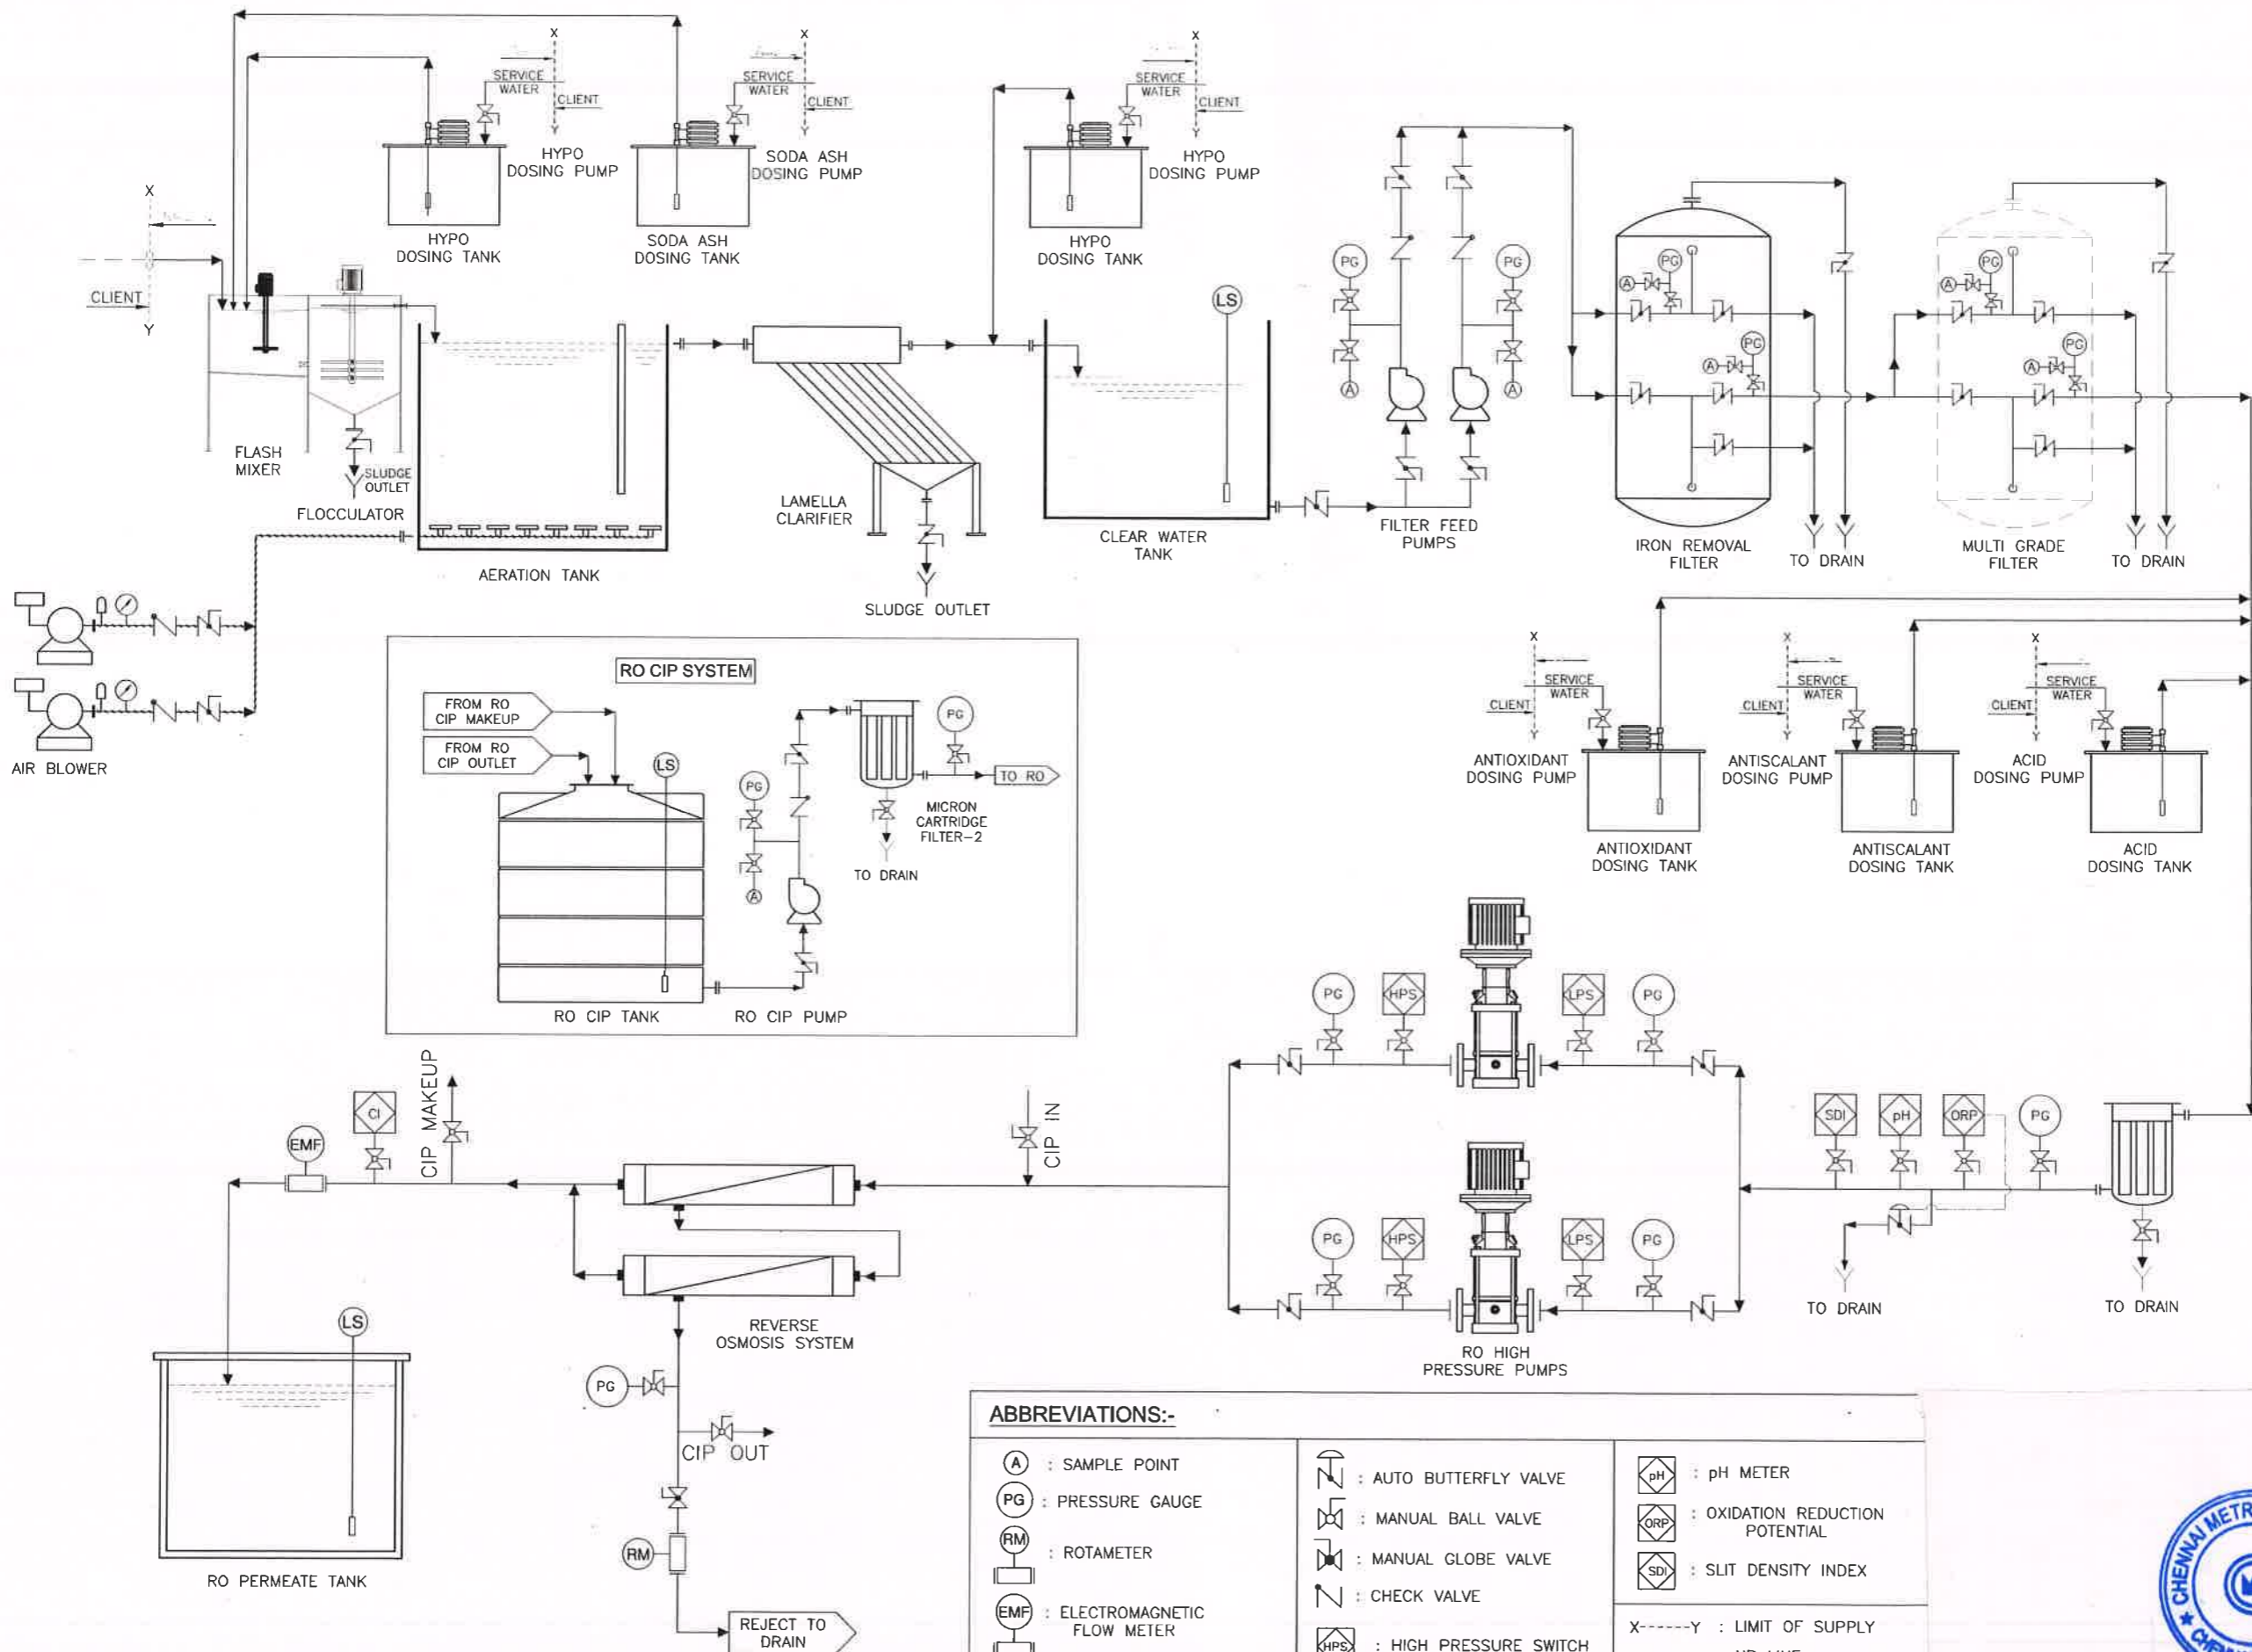 X
SERVICE
WATER
CLIENT
Y
HYPO
DOSING PUMP
HYPO
DOSING TANK
X
SERVICE
WATER
CLIENT
Y
SODA ASH
DOSING PUMP
SODA ASH
DOSING TANK
X
SERVICE
WATER
CLIENT
Y
HYPO
DOSING PUMP
HYPO
DOSING TANK
X
CLIENT
Y
FLASH
MIXER
SLUDGE
OUTLET
FLOCCULATOR
AERATION TANK
LAMELLA
CLARIFIER
SLUDGE OUTLET
LS
CLEAR WATER
TANK
PG
A
PG
A
FILTER FEED
PUMPS
PG
A
PG
A
IRON REMOVAL
FILTER
TO DRAIN
PG
A
PG
A
MULTI GRADE
FILTER
TO DRAIN
AIR BLOWER
RO CIP SYSTEM
FROM RO
CIP MAKEUP
FROM RO
CIP OUTLET
LS
PG
A
PG
TO RO
MICRON
CARTRIDGE
FILTER-2
TO DRAIN
RO CIP TANK
RO CIP PUMP
X
SERVICE
WATER
CLIENT
Y
ANTIOXIDANT
DOSING PUMP
ANTIOXIDANT
DOSING TANK
X
SERVICE
WATER
CLIENT
Y
ANTISCALANT
DOSING PUMP
ANTISCALANT
DOSING TANK
X
SERVICE
WATER
CLIENT
Y
ACID
DOSING PUMP
ACID
DOSING TANK
PG
HPS
LPS
PG
PG
HPS
LPS
PG
RO HIGH
PRESSURE PUMPS
SDI
pH
ORP
PG
TO DRAIN
TO DRAIN
EMF
CI
CIP MAKEUP
CIP IN
REVERSE
OSMOSIS SYSTEM
LS
RO PERMEATE TANK
PG
CIP OUT
RM
REJECT TO
DRAIN
ABBREVIATIONS:-
A : SAMPLE POINT
PG : PRESSURE GAUGE
RM : ROTAMETER
EMF : ELECTROMAGNETIC
FLOW METER
: AUTO BUTTERFLY VALVE
: MANUAL BALL VALVE
: MANUAL GLOBE VALVE
: CHECK VALVE
HPS : HIGH PRESSURE SWITCH
pH : pH METER
ORP : OXIDATION REDUCTION
POTENTIAL
SDI : SLIT DENSITY INDEX
X------Y : LIMIT OF SUPPLY
CHENNAI METR